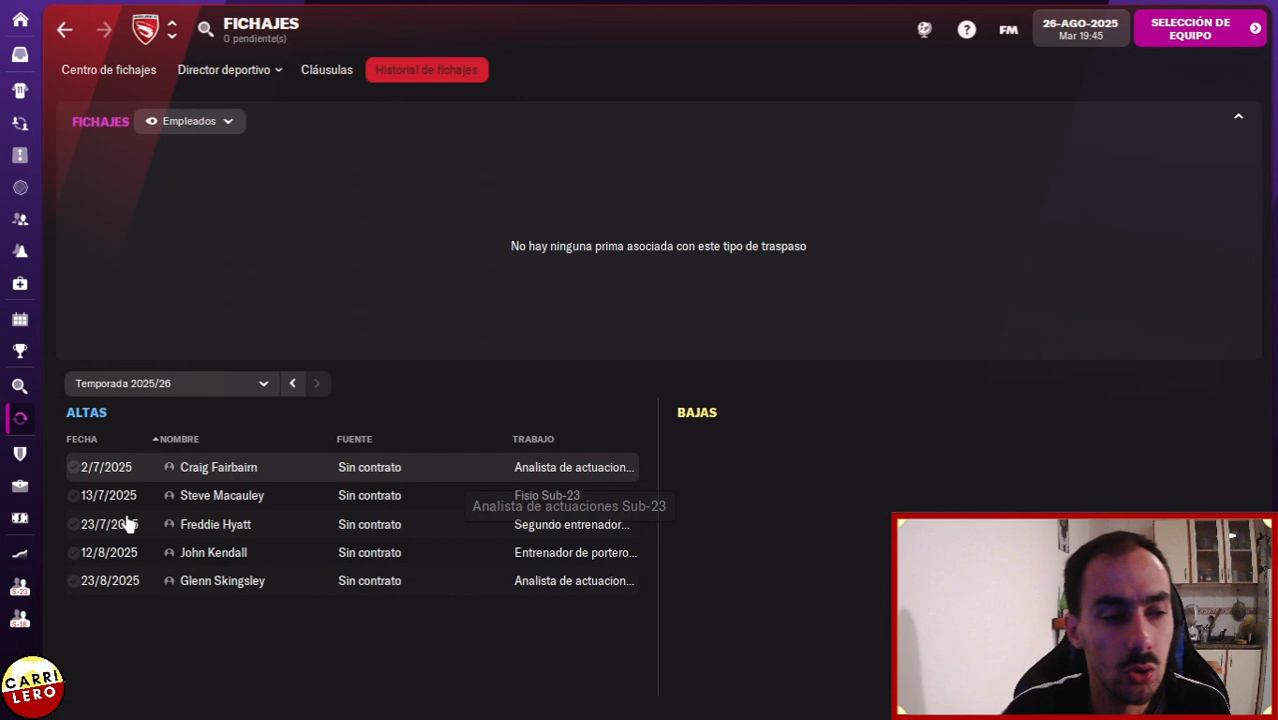 FICHAJES
0 pendiente(s)
FM
26-AGO-2025
Mar 19:45
SELECCIÓN DE
EQUIPO
Centro de fichajes
Director deportivo
Cláusulas
Historial de fichajes
FICHAJES
Empleados
No hay ninguna prima asociada con este tipo de traspaso
Temporada 2025/26
ALTAS
BAJAS
FECHA NOMBRE FUENTE TRABAJO
2/7/2025 Craig Fairbairn Sin contrato Analista de actuacion...
13/7/2025 Steve Macauley Sin contrato Fisio Sub-23
Analista de actuaciones Sub-23
Freddie Hyatt Sin contrato Segundo entrenador...
12/8/2025 John Kendall Sin contrato Entrenador de portero...
23/8/2025 Glenn Skingsley Sin contrato Analista de actuacion...
S-23
S-18
CARRI
LERO